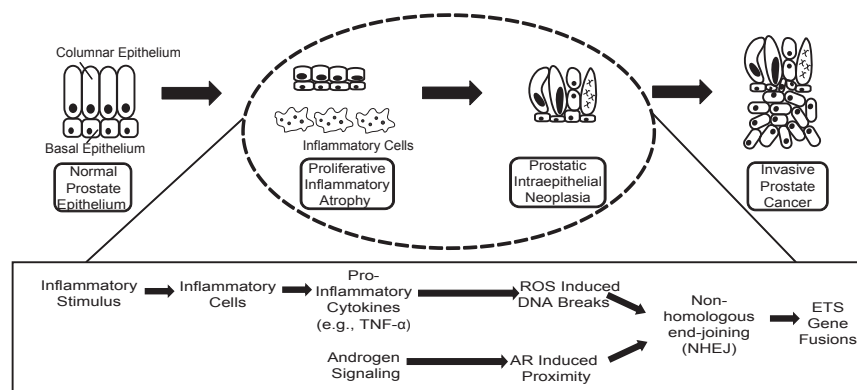 Columnar Epithelium
Basal Epithelium
Normal
Prostate
Epithelium
Inflammatory Cells
Proliferative
Inflammatory
Atrophy
Prostatic
Intraepithelial
Neoplasia
Invasive
Prostate
Cancer
Inflammatory
Stimulus
Inflammatory
Cells
Pro-
Inflammatory
Cytokines
(e.g., TNF-α)
ROS Induced
DNA Breaks
Androgen
Signaling
AR Induced
Proximity
Non-
homologous
end-joining
(NHEJ)
ETS
Gene
Fusions